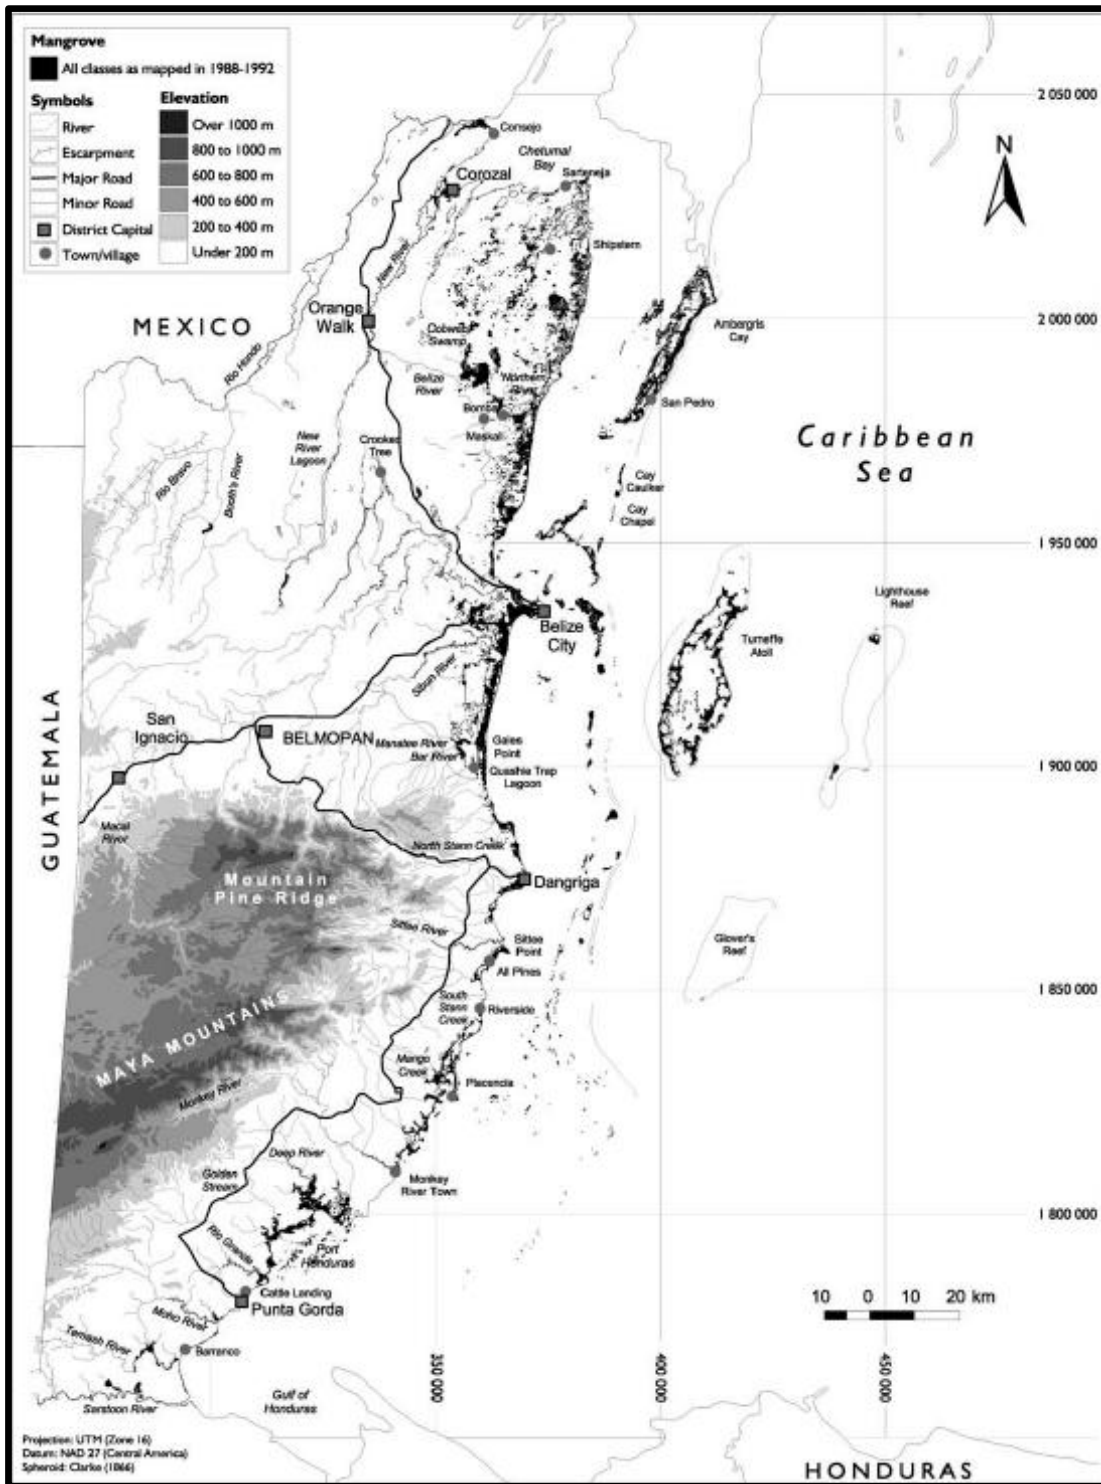 Mangrove
All classes as mapped in 1988-1992
Symbols
River
Escarpment
Major Road
Minor Road
District Capital
Town/village
Elevation
Over 1000 m
800 to 1000 m
600 to 800 m
400 to 600 m
200 to 400 m
Under 200 m
2 050 000
N
Consejo
Chetumal
Bay
Corozal
Sarteneja
New River
Shipstern
Orange
Walk
MEXICO
2 000 000
Ambergris
Cay
Cobweb
Swamp
Rio Hondo
Belize
River
Northern
River
San Pedro
Bomba
Maskall
Caribbean
Sea
New
River
Lagoon
Crooked
Tree
Rio Bravo
Booth's River
Cay
Caulker
Cay
Chapel
1 950 000
Lighthouse
Reef
Belize
City
Turneffe
Atoll
Sibun River
GUATEMALA
San
Ignacio
BELMOPAN
Manatee River
Bar River
Gales
Point
Quashie Trap
Lagoon
1 900 000
Macal
River
North Stann Creek
Mountain
Pine Ridge
Dangriga
Sittee River
Sittee
Point
Glover's
Reef
All Pines
South
Stann
Creek
Riverside
1 850 000
MAYA MOUNTAINS
Mango
Creek
Placencia
Monkey River
Deep River
Golden
Stream
Monkey
River Town
1 800 000
Rio Grande
Port
Honduras
Cattle Landing
Punta Gorda
10 0 10 20 km
Moho River
Temash River
Barranco
350 000
400 000
450 000
Sarstoon River
Gulf of
Honduras
Projection: UTM (Zone 16)
Datum: NAD 27 (Central America)
Spheroid: Clarke (1866)
HONDURAS